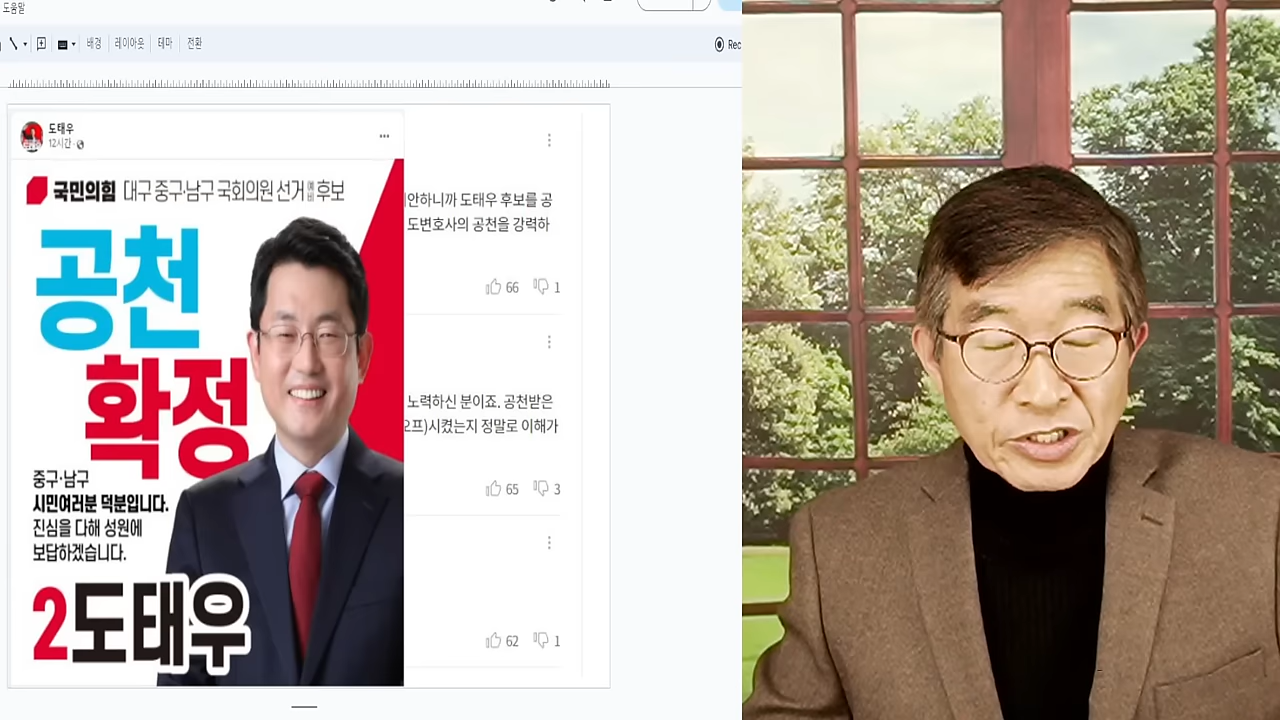 도움말
배경
레이아웃
테마
전환
Rec
도태우
12시간
국민의힘 대구 중구·남구 국회의원 선거 예비 후보
공천
확정
중구·남구
시민여러분 덕분입니다.
진심을 다해 성원에
보답하겠습니다.
2도태우
안하니까 도태우 후보를 공
도변호사의 공천을 강력하
66 1
노력하신 분이죠. 공천받은
오프)시켰는지 정말로 이해가
65 3
62 1